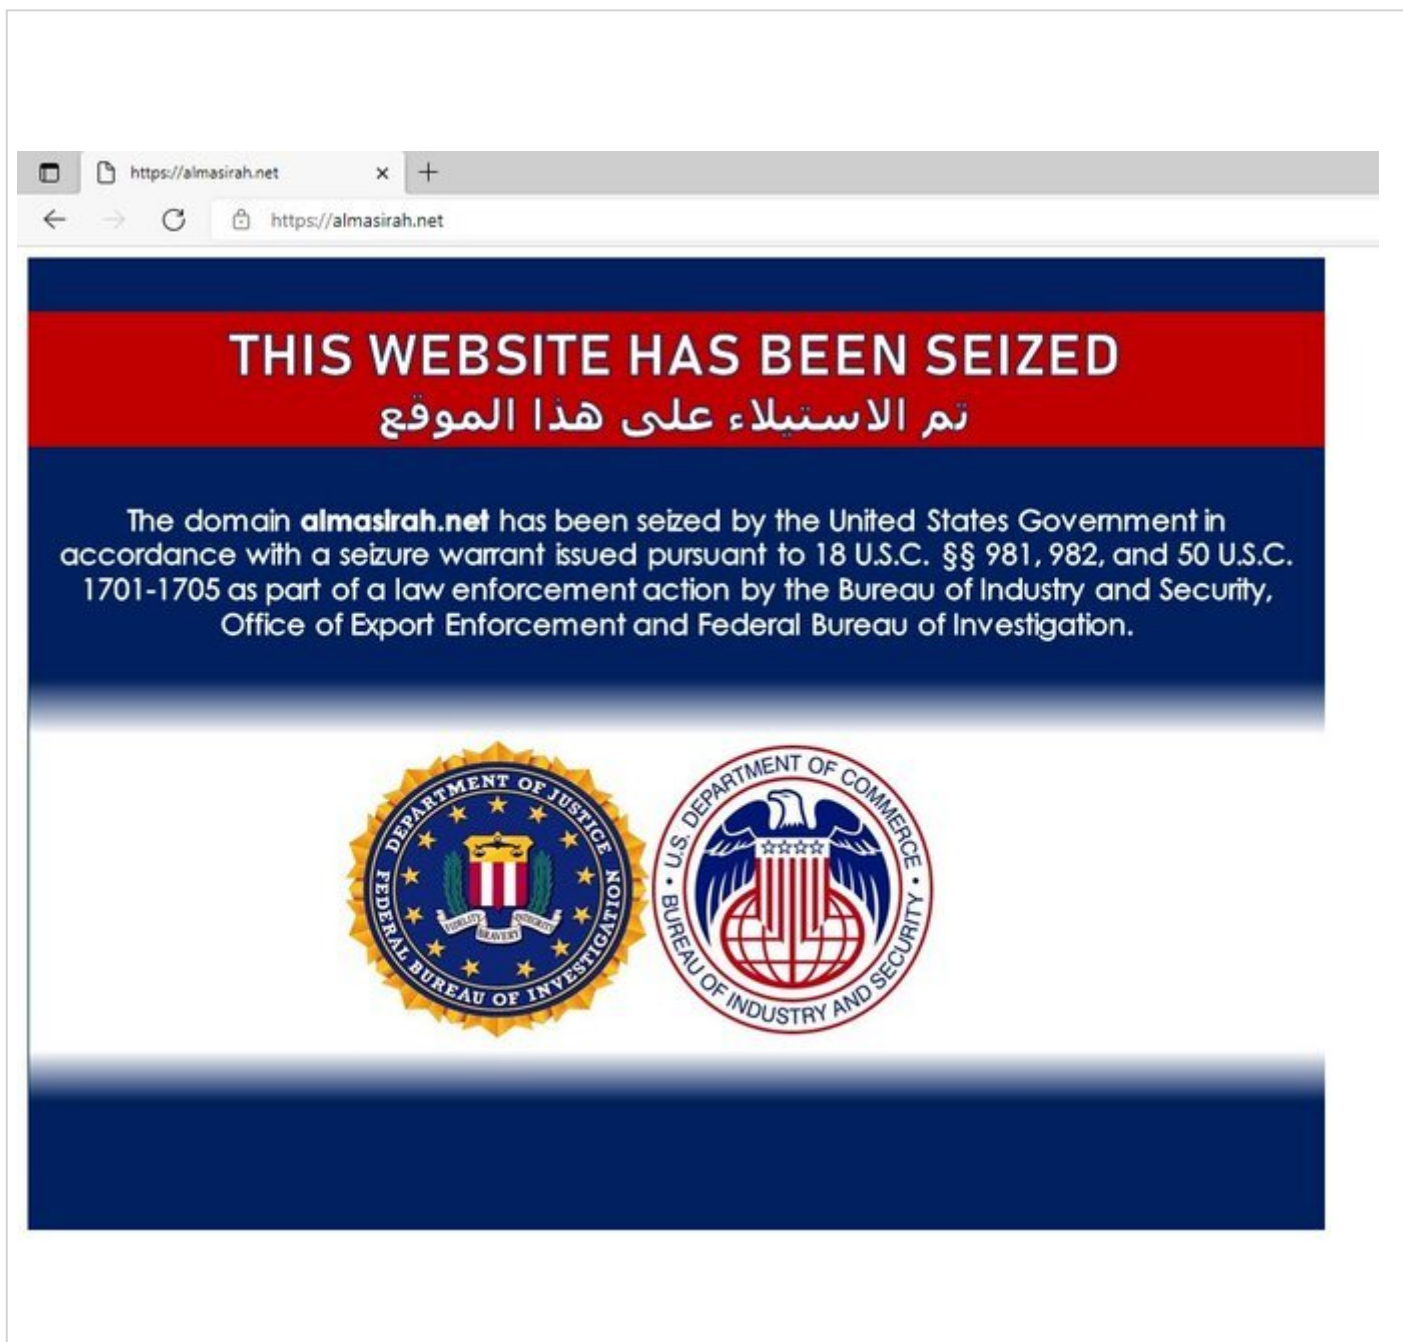 https://almasirah.net
https://almasirah.net
THIS WEBSITE HAS BEEN SEIZED
تم الاستيلاء على هذا الموقع
The domain almasirah.net has been seized by the United States Government in
accordance with a seizure warrant issued pursuant to 18 U.S.C. §§ 981, 982, and 50 U.S.C.
1701-1705 as part of a law enforcement action by the Bureau of Industry and Security,
Office of Export Enforcement and Federal Bureau of Investigation.
DEPARTMENT OF JUSTICE
FEDERAL BUREAU OF INVESTIGATION
FIDELITY BRAVERY INTEGRITY
U.S. DEPARTMENT OF COMMERCE
BUREAU OF INDUSTRY AND SECURITY